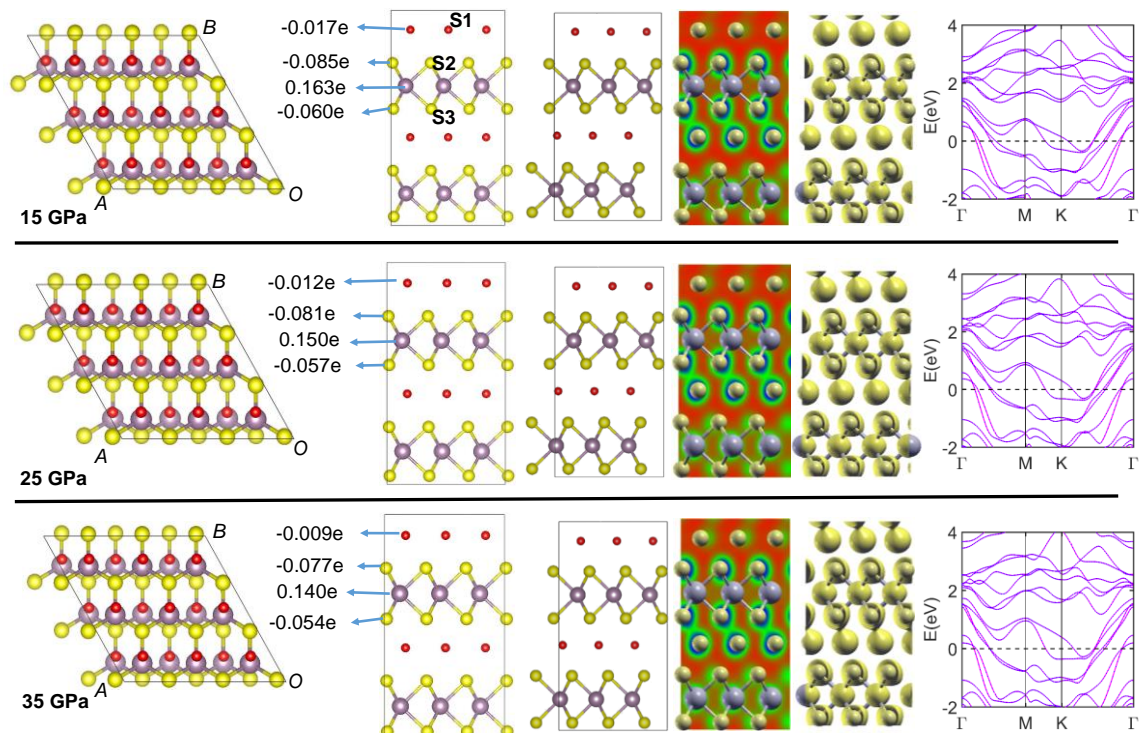 B
A
O
15 GPa
-0.017e
-0.085e
0.163e
-0.060e
S1
S2
S3
E(eV)
4
2
0
-2
Γ M K Γ
B
A
O
25 GPa
-0.012e
-0.081e
0.150e
-0.057e
E(eV)
4
2
0
-2
Γ M K Γ
B
A
O
35 GPa
-0.009e
-0.077e
0.140e
-0.054e
E(eV)
4
2
0
-2
Γ M K Γ